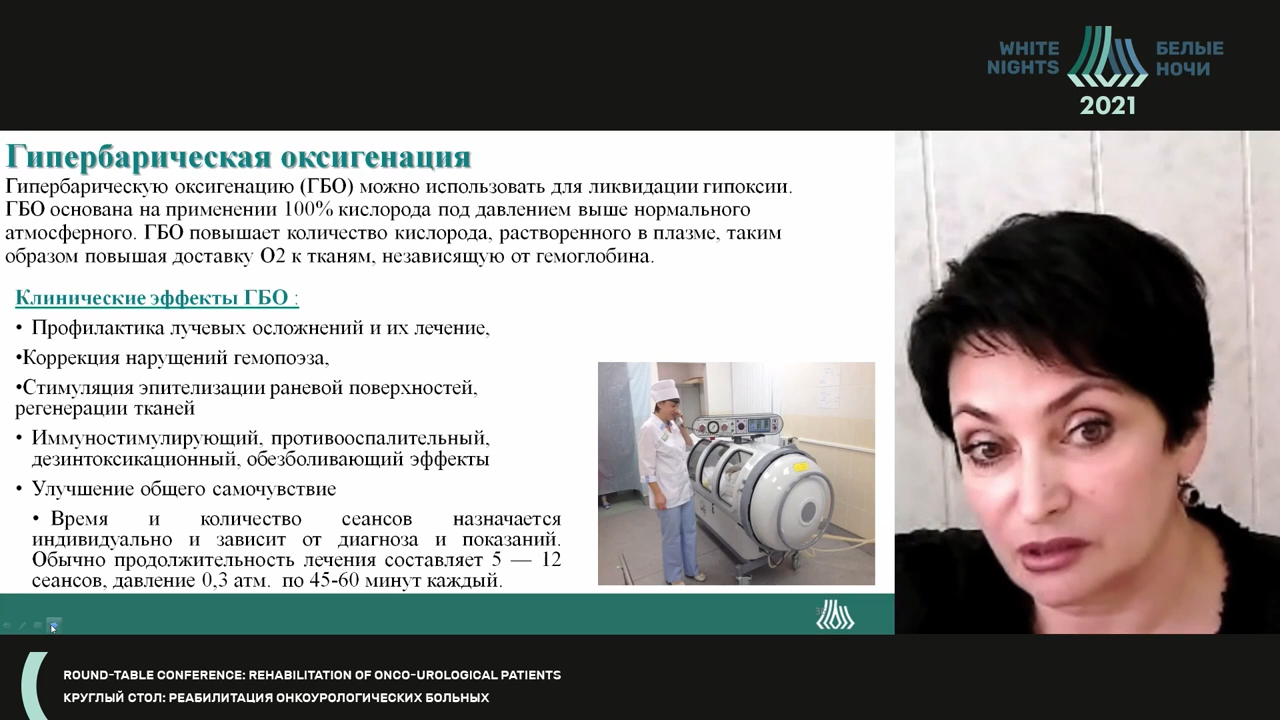 WHITE NIGHTS
БЕЛЫЕ НОЧИ
2021
Гипербарическая оксигенация
Гипербарическую оксигенацию (ГБО) можно использовать для ликвидации гипоксии.
ГБО основана на применении 100% кислорода под давлением выше нормального
атмосферного. ГБО повышает количество кислорода, растворенного в плазме, таким
образом повышая доставку О2 к тканям, независящую от гемоглобина.
Клинические эффекты ГБО :
• Профилактика лучевых осложнений и их лечение,
•Коррекция нарущений гемопоэза,
•Стимуляция эпителизации раневой поверхностей,
регенерации тканей
• Иммуностимулирующий, противооспалительный,
дезинтоксикационный, обезболивающий эффекты
• Улучшение общего самочувствие
• Время и количество сеансов назначается
индивидуально и зависит от диагноза и показаний.
Обычно продолжительность лечения составляет 5 — 12
сеансов, давление 0,3 атм. по 45-60 минут каждый.
ROUND-TABLE CONFERENCE: REHABILITATION OF ONCO-UROLOGICAL PATIENTS
КРУГЛЫЙ СТОЛ: РЕАБИЛИТАЦИЯ ОНКОУРОЛОГИЧЕСКИХ БОЛЬНЫХ